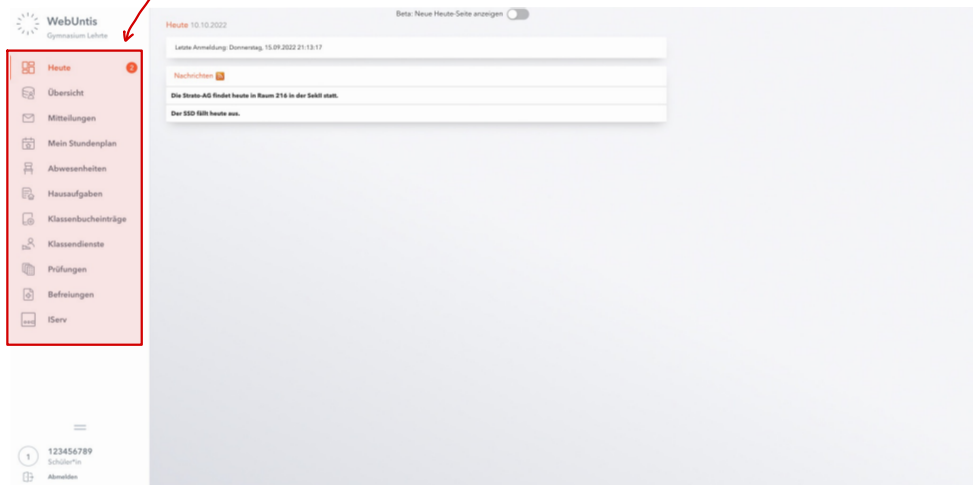 WebUntis
Gymnasium Lehrte
Heute 2
Übersicht
Mitteilungen
Mein Stundenplan
Abwesenheiten
Hausaufgaben
Klassenbucheinträge
Klassendienste
Prüfungen
Befreiungen
IServ
1
123456789
Schüler*in
Abmelden
Beta: Neue Heute-Seite anzeigen
Heute 10.10.2022
Letzte Anmeldung: Donnerstag, 15.09.2022 21:13:17
Nachrichten
Die Strato-AG findet heute in Raum 216 in der SekII statt.
Der SSD fällt heute aus.